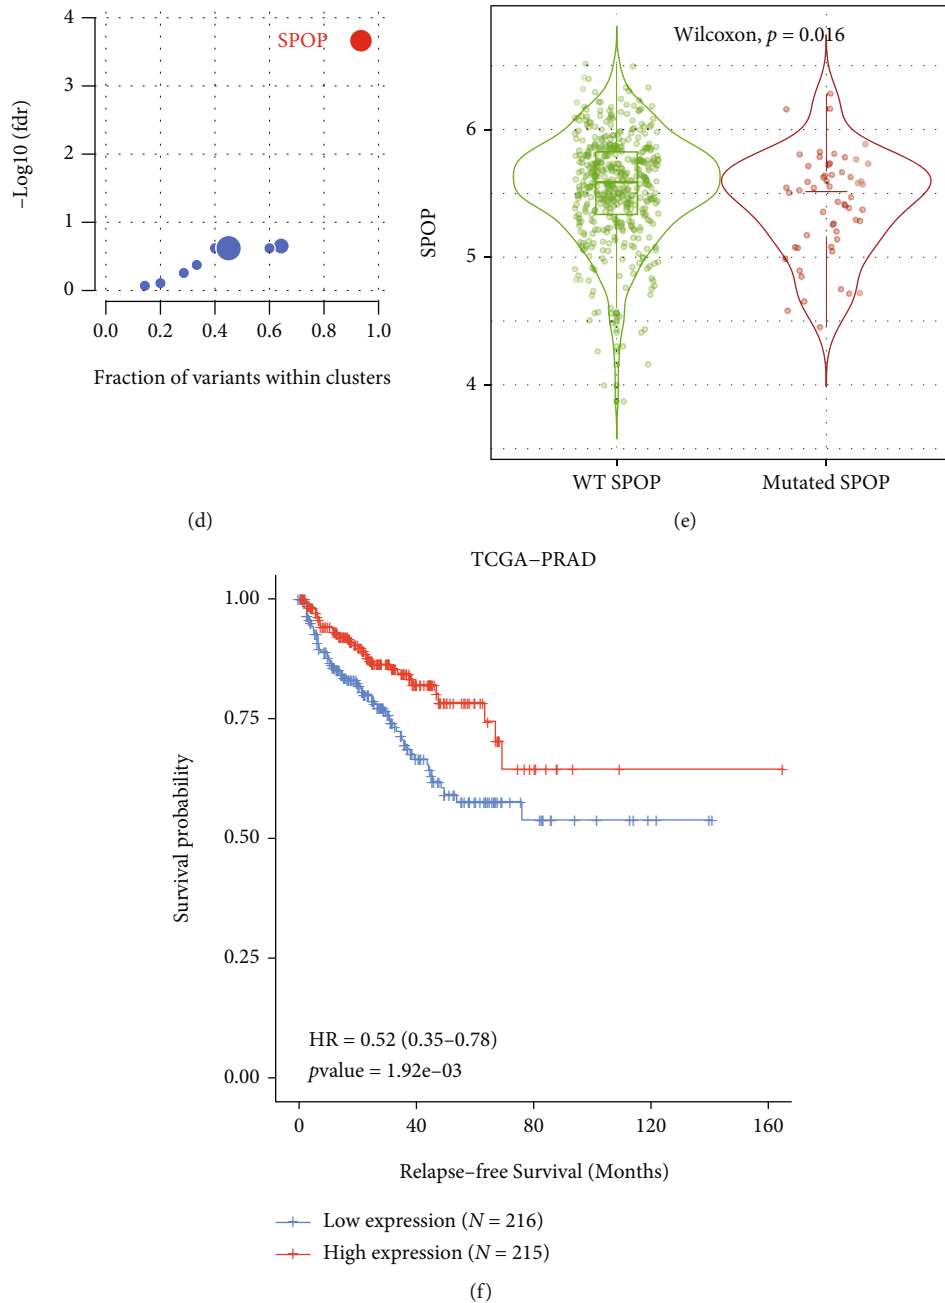 4
3
2
1
0
−Log10 (fdr)
SPOP
0.0 0.2 0.4 0.6 0.8 1.0
Fraction of variants within clusters
(d)
Wilcoxon, p = 0.016
6
5
4
SPOP
WT SPOP Mutated SPOP
(e)
TCGA−PRAD
1.00
0.75
0.50
0.25
0.00
Survival probability
HR = 0.52 (0.35–0.78)
pvalue = 1.92e–03
0 40 80 120 160
Relapse–free Survival (Months)
Low expression (N = 216)
High expression (N = 215)
(f)